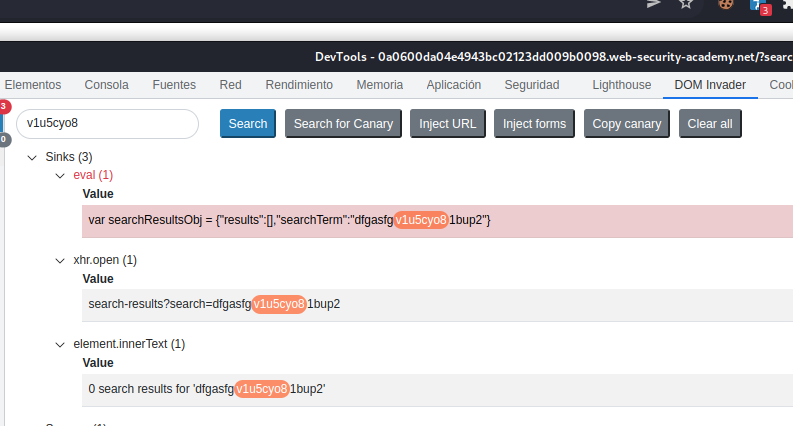 3
DevTools - 0a0600da04e4943bc02123dd009b0098.web-security-academy.net/?searc
Elementos Consola Fuentes Red Rendimiento Memoria Aplicación Seguridad Lighthouse DOM Invader Cook
3
v1u5cyo8 Search Search for Canary Inject URL Inject forms Copy canary Clear all
0
Sinks (3)
eval (1)
Value
var searchResultsObj = {"results":[],"searchTerm":"dfgasfgv1u5cyo81bup2"}
xhr.open (1)
Value
search-results?search=dfgasfgv1u5cyo81bup2
element.innerText (1)
Value
0 search results for 'dfgasfgv1u5cyo81bup2'